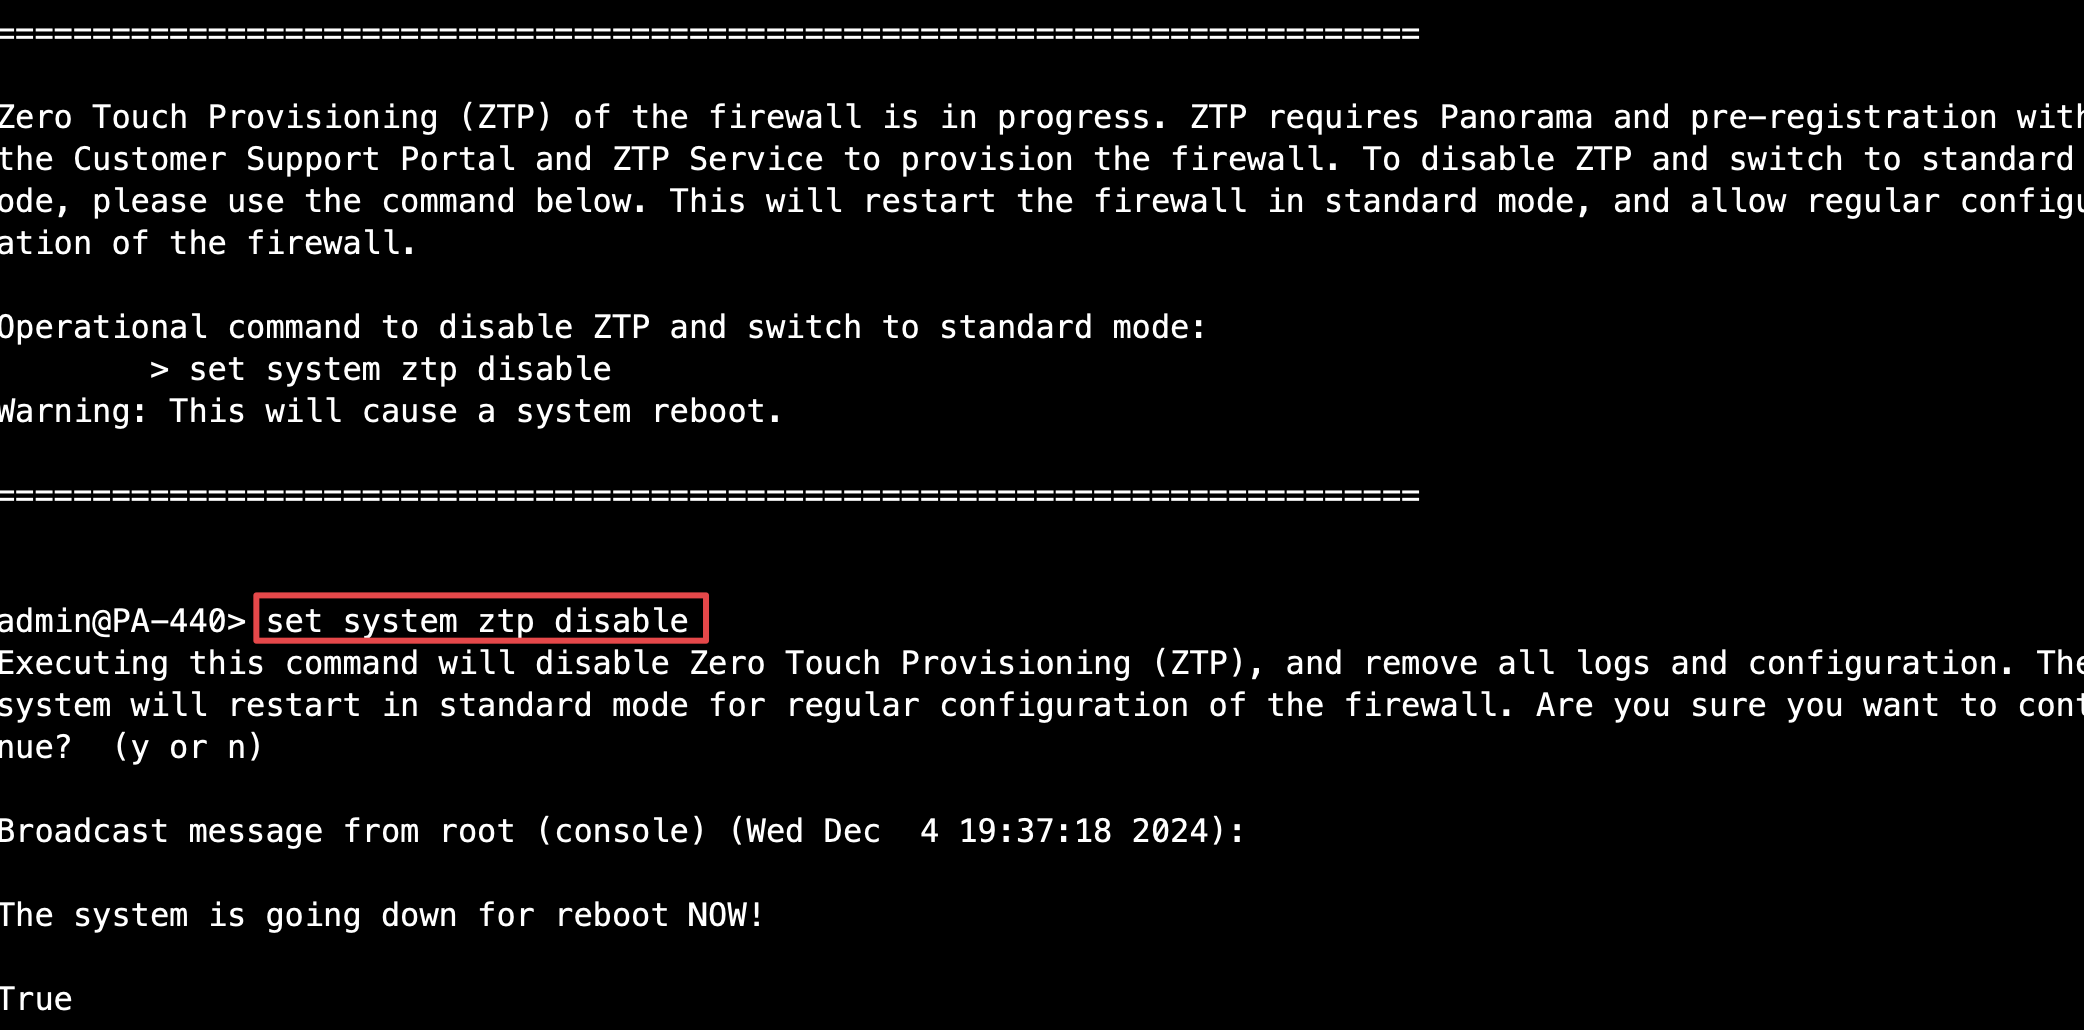 ==========================================================================
Zero Touch Provisioning (ZTP) of the firewall is in progress. ZTP requires Panorama and pre-registration with
the Customer Support Portal and ZTP Service to provision the firewall. To disable ZTP and switch to standard
ode, please use the command below. This will restart the firewall in standard mode, and allow regular configu
ation of the firewall.
Operational command to disable ZTP and switch to standard mode:
> set system ztp disable
Warning: This will cause a system reboot.
==========================================================================
admin@PA-440> set system ztp disable
Executing this command will disable Zero Touch Provisioning (ZTP), and remove all logs and configuration. The
system will restart in standard mode for regular configuration of the firewall. Are you sure you want to cont
nue?  (y or n)
Broadcast message from root (console) (Wed Dec  4 19:37:18 2024):
The system is going down for reboot NOW!
True